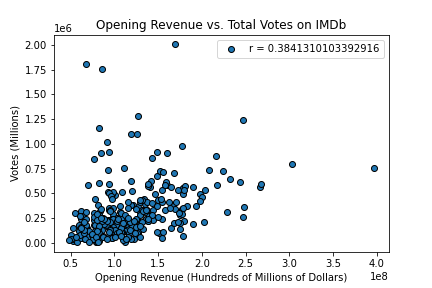 Opening Revenue vs. Total Votes on IMDb
1e6
r = 0.3841310103392916
2.00
1.75
1.50
1.25
1.0
0.75
0.5
0.25
0.00
Votes (Millions)
0.5 1.0 1.5 2.0 2.5 3.0 3.5 4.0
Opening Revenue (Hundreds of Millions of Dollars)
1e8